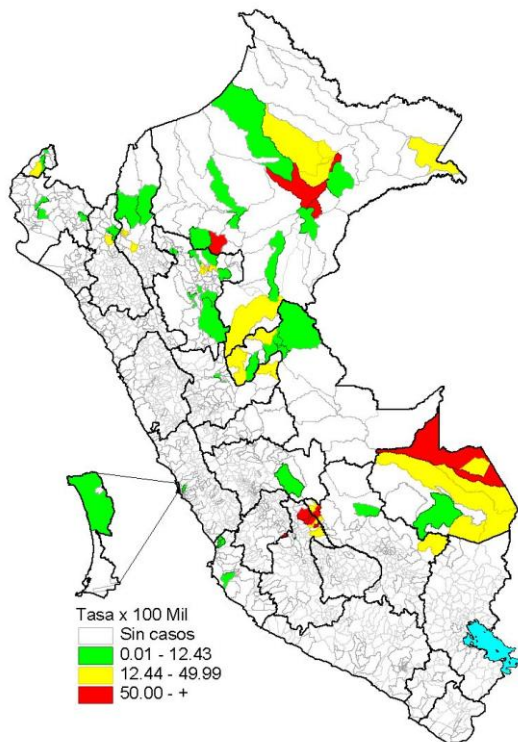 Tasa x 100 Mil
Sin casos
0.01 - 12.43
12.44 - 49.99
50.00 - +